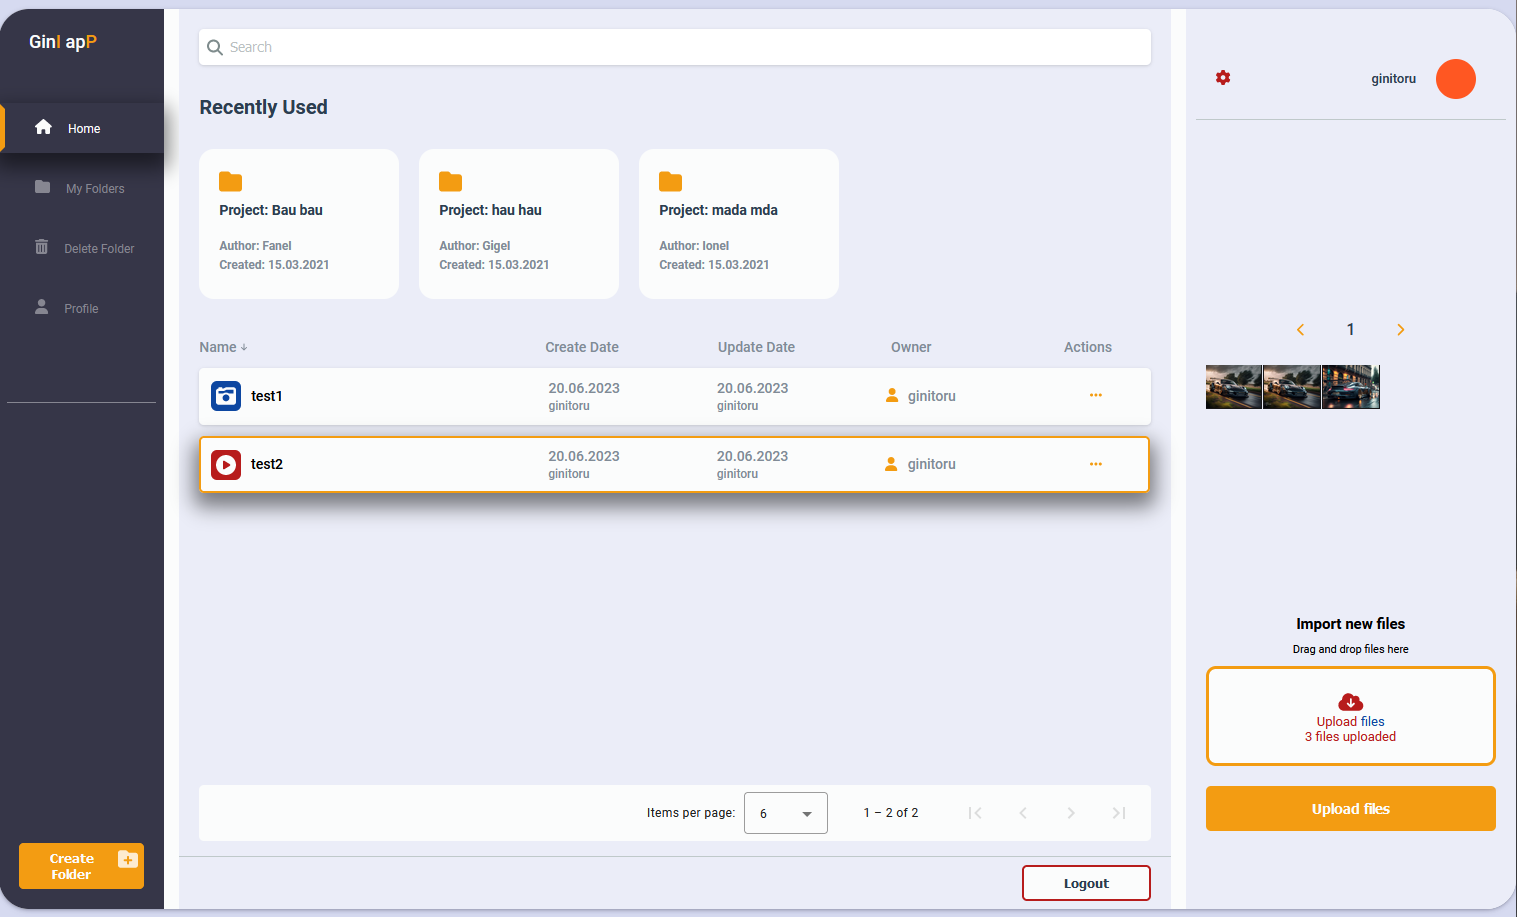 GinI apP
Home
My Folders
Delete Folder
Profile
Create
Folder
Search
Recently Used
Project: Bau bau
Author: Fanel
Created: 15.03.2021
Project: hau hau
Author: Gigel
Created: 15.03.2021
Project: mada mda
Author: Ionel
Created: 15.03.2021
Name Create Date Update Date Owner Actions
test1 20.06.2023 ginitoru 20.06.2023 ginitoru ginitoru
test2 20.06.2023 ginitoru 20.06.2023 ginitoru ginitoru
Items per page: 6 1 – 2 of 2
Logout
ginitoru
1
Import new files
Drag and drop files here
Upload files
3 files uploaded
Upload files